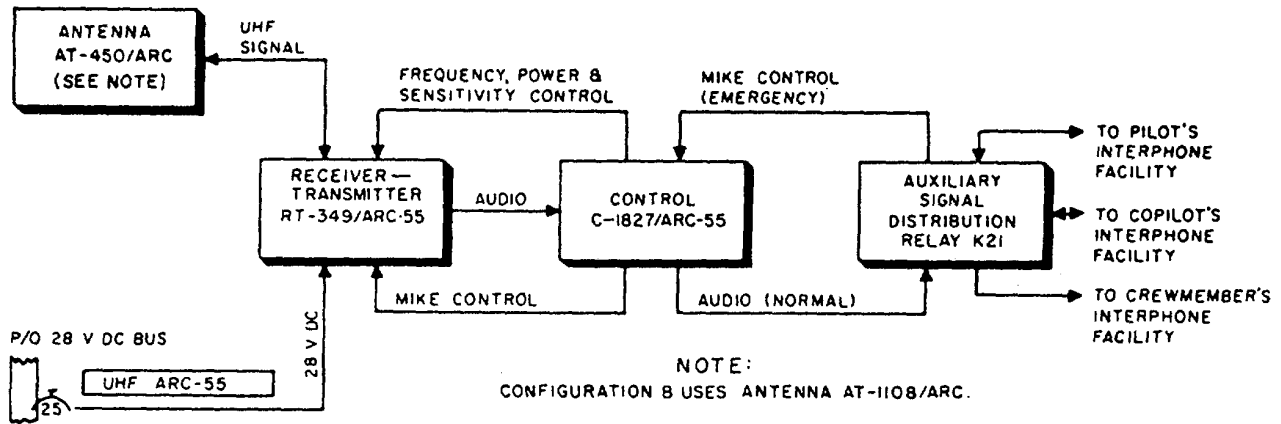 ANTENNA
AT-450/ARC
(SEE NOTE)
UHF
SIGNAL
FREQUENCY, POWER &
SENSITIVITY CONTROL
MIKE CONTROL
(EMERGENCY)
RECEIVER —
TRANSMITTER
RT-349/ARC-55
AUDIO
CONTROL
C-1827/ARC-55
AUXILIARY
SIGNAL
DISTRIBUTION
RELAY K21
TO PILOT'S
INTERPHONE
FACILITY
TO COPILOT'S
INTERPHONE
FACILITY
TO CREWMEMBER'S
INTERPHONE
FACILITY
MIKE CONTROL
AUDIO (NORMAL)
P/O 28 V DC BUS
28 V DC
UHF ARC-55
25
NOTE:
CONFIGURATION B USES ANTENNA AT-1108/ARC.